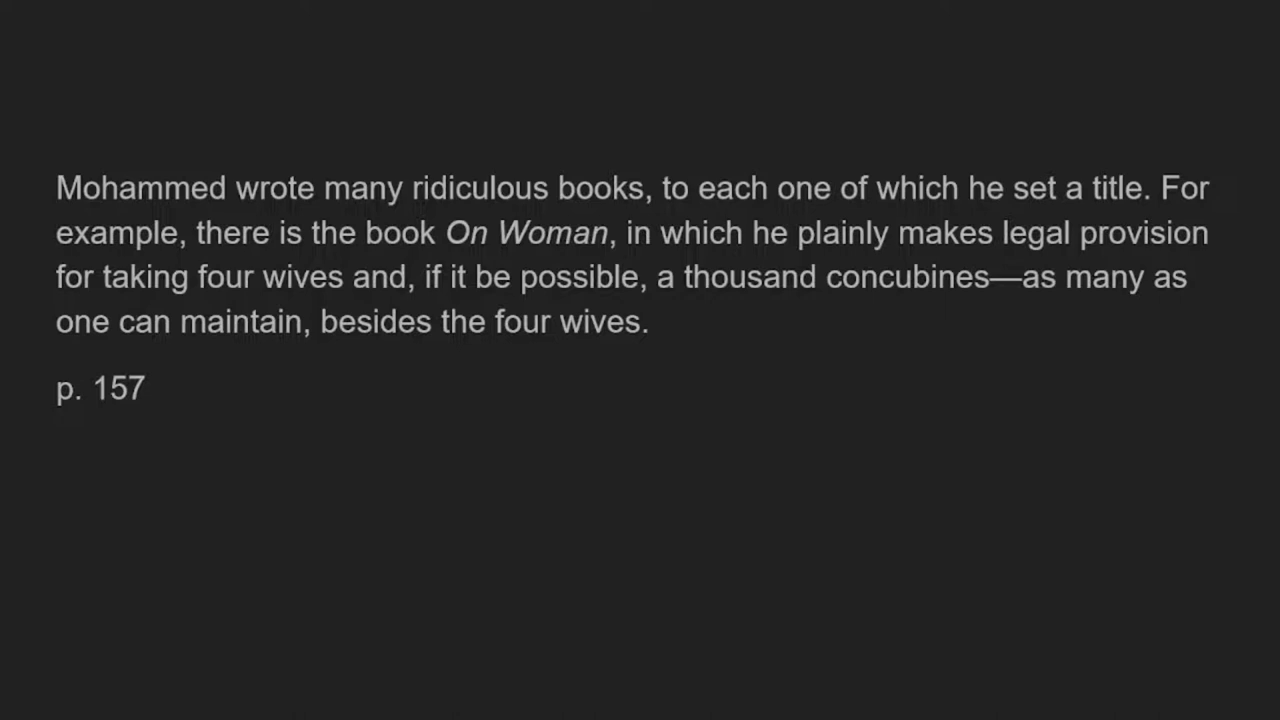 Mohammed wrote many ridiculous books, to each one of which he set a title. For
example, there is the book On Woman, in which he plainly makes legal provision
for taking four wives and, if it be possible, a thousand concubines—as many as
one can maintain, besides the four wives.
p. 157